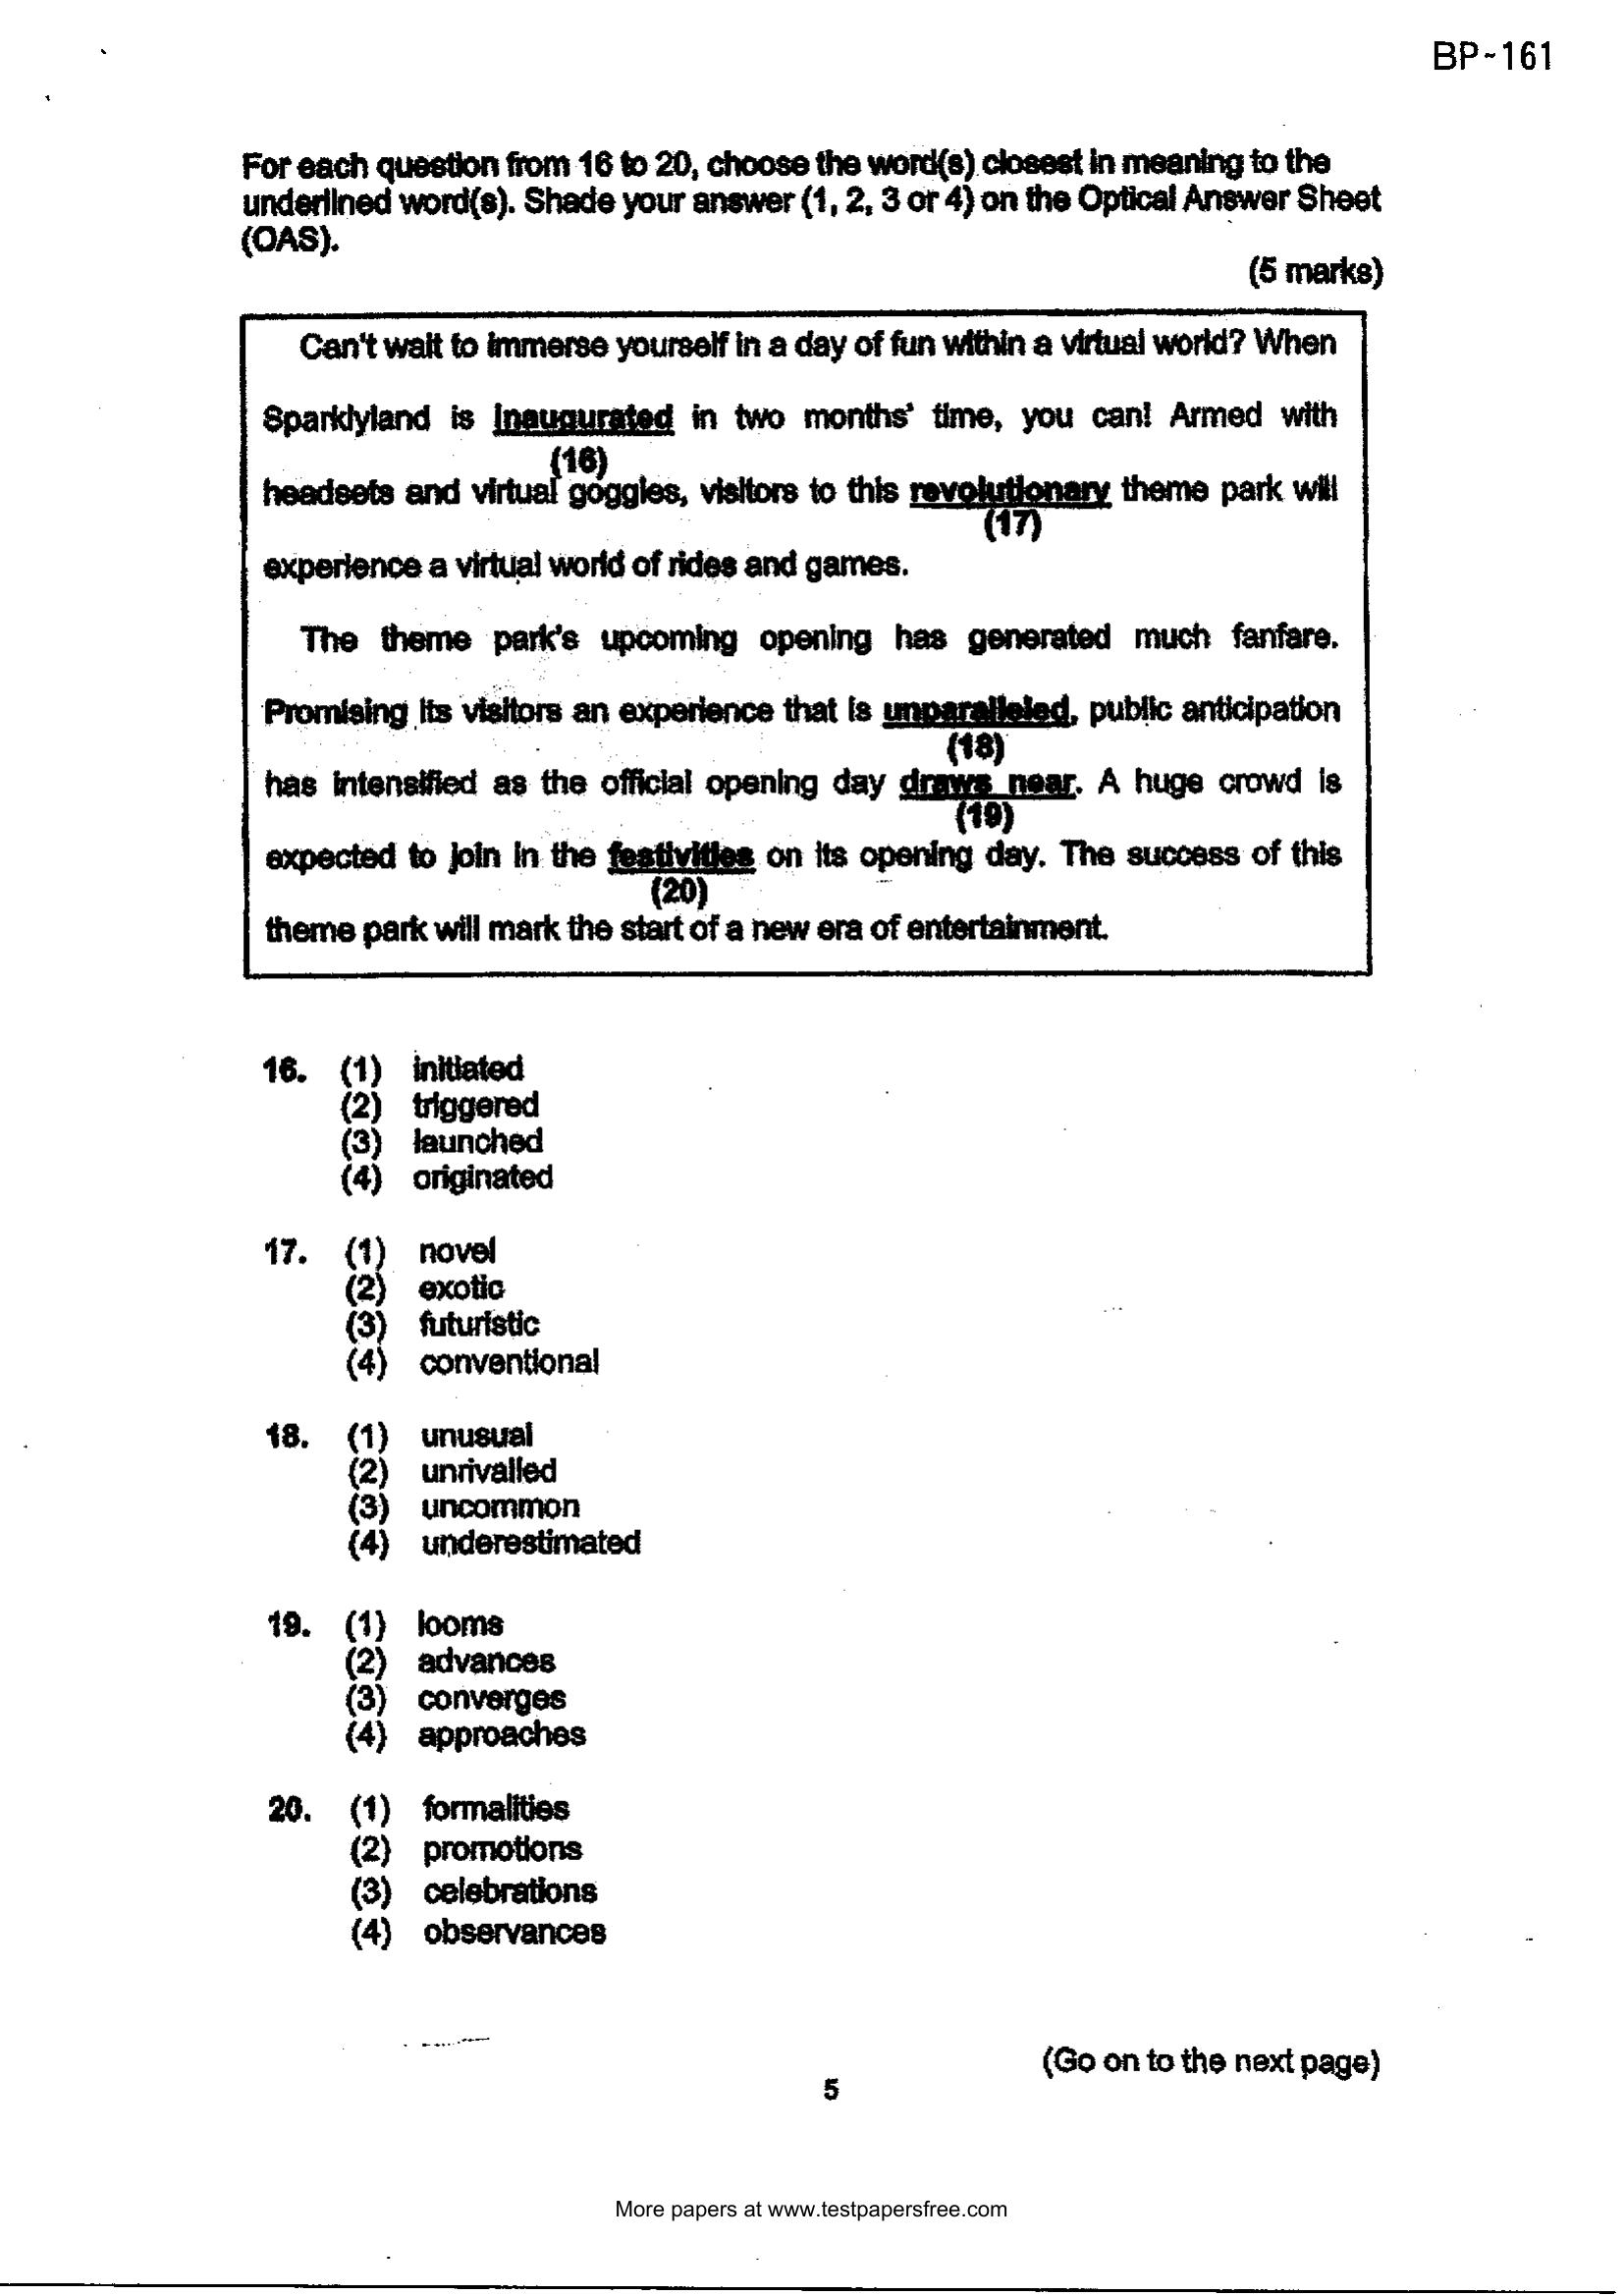 BP-161
For each question from 16 to 20, choose the word(s) closest in meaning to the
underlined word(s). Shade your answer (1, 2, 3 or 4) on the Optical Answer Sheet
(OAS).
(5 marks)
Can't wait to immerse yourself in a day of fun within a virtual world? When
Sparklyland is inaugurated in two months' time, you can! Armed with
(16)
headsets and virtual goggles, visitors to this revolutionary theme park will
(17)
experience a virtual world of rides and games.
The theme park's upcoming opening has generated much fanfare.
Promising its visitors an experience that is unparalleled, public anticipation
(18)
has intensified as the official opening day draws near. A huge crowd is
(19)
expected to join in the festivities on its opening day. The success of this
(20)
theme park will mark the start of a new era of entertainment.
16. (1) initiated
(2) triggered
(3) launched
(4) originated
17. (1) novel
(2) exotic
(3) futuristic
(4) conventional
18. (1) unusual
(2) unrivalled
(3) uncommon
(4) underestimated
19. (1) looms
(2) advances
(3) converges
(4) approaches
20. (1) formalities
(2) promotions
(3) celebrations
(4) observances
(Go on to the next page)
5
More papers at www.testpapersfree.com